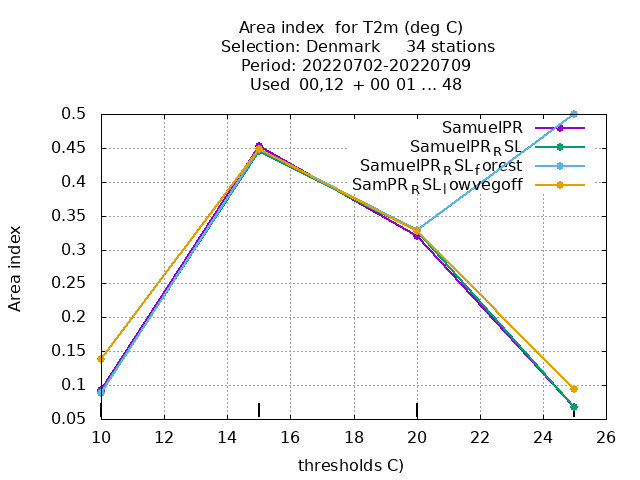 Area index  for T2m (deg C)
Selection: Denmark     34 stations
Period: 20220702-20220709
Used  00,12  + 00 01 ... 48
SamuelPR
SamuelPR_RSL
SamuelPR_RSL_forest
SamPR_RSL_lowvegoff
Area index
0.5
0.45
0.4
0.35
0.3
0.25
0.2
0.15
0.1
0.05
10 12 14 16 18 20 22 24 26
thresholds C)